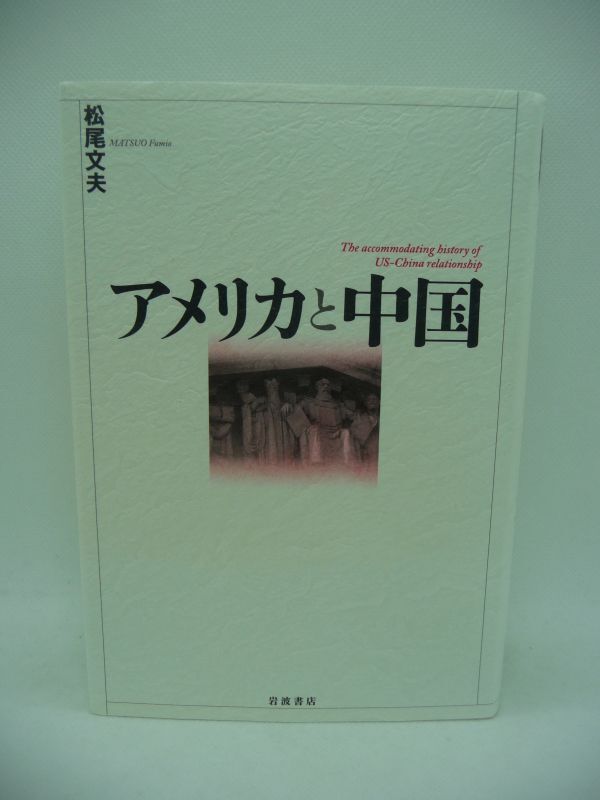 松尾文夫
MATSUO Fumio
The accommodating history of
US-China relationship
アメリカと中国
岩波書店